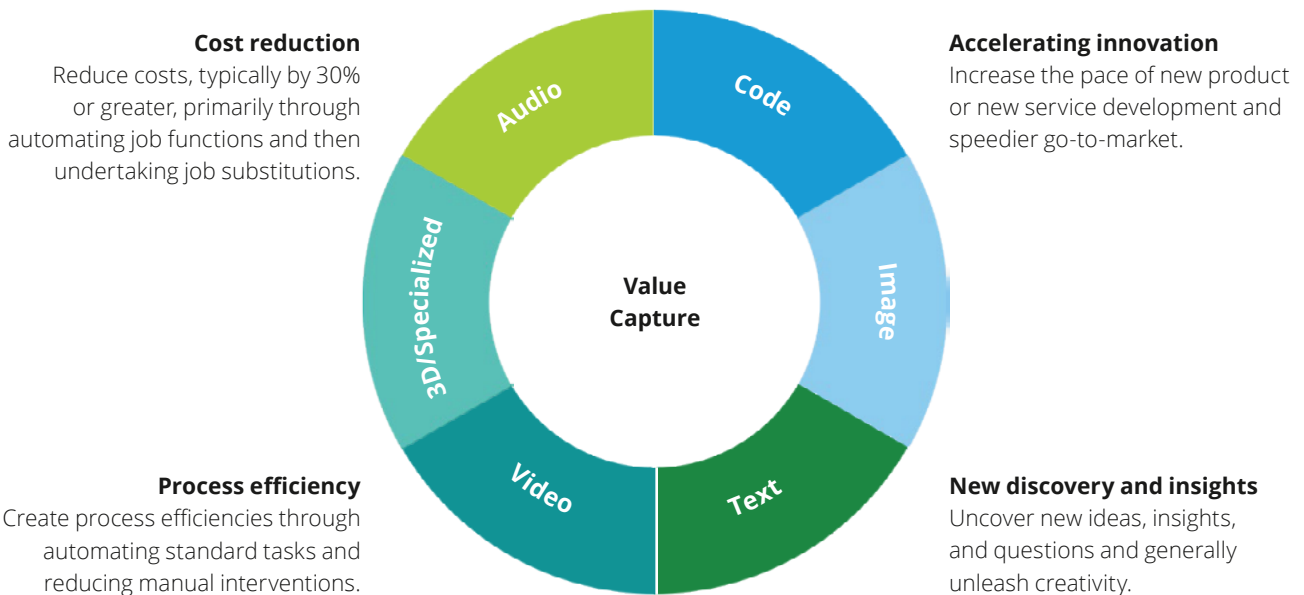 Cost reduction
Reduce costs, typically by 30%
or greater, primarily through
automating job functions and then
undertaking job substitutions.
Accelerating innovation
Increase the pace of new product
or new service development and
speedier go-to-market.
Audio
Code
3D/Specialized
Image
Value
Capture
Video
Text
Process efficiency
Create process efficiencies through
automating standard tasks and
reducing manual interventions.
New discovery and insights
Uncover new ideas, insights,
and questions and generally
unleash creativity.